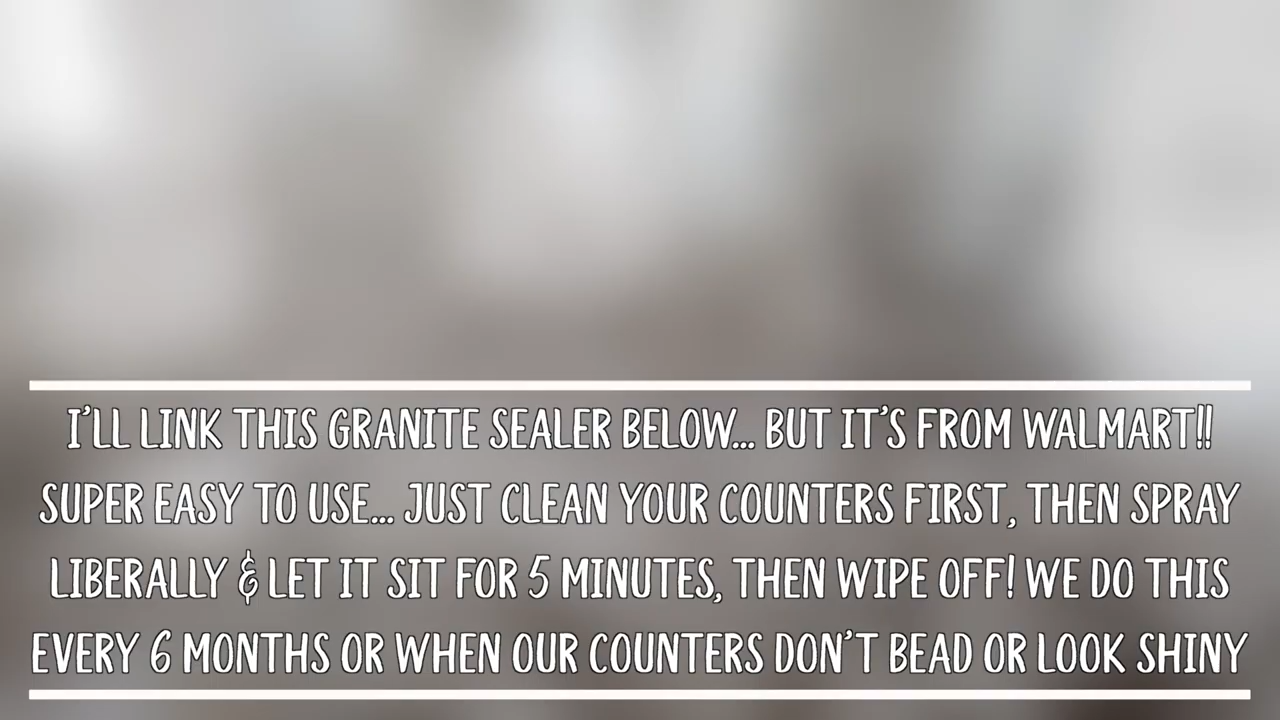 I'LL LINK THIS GRANITE SEALER BELOW... BUT IT'S FROM WALMART!!
SUPER EASY TO USE... JUST CLEAN YOUR COUNTERS FIRST, THEN SPRAY
LIBERALLY & LET IT SIT FOR 5 MINUTES, THEN WIPE OFF! WE DO THIS
EVERY 6 MONTHS OR WHEN OUR COUNTERS DON'T BEAD OR LOOK SHINY